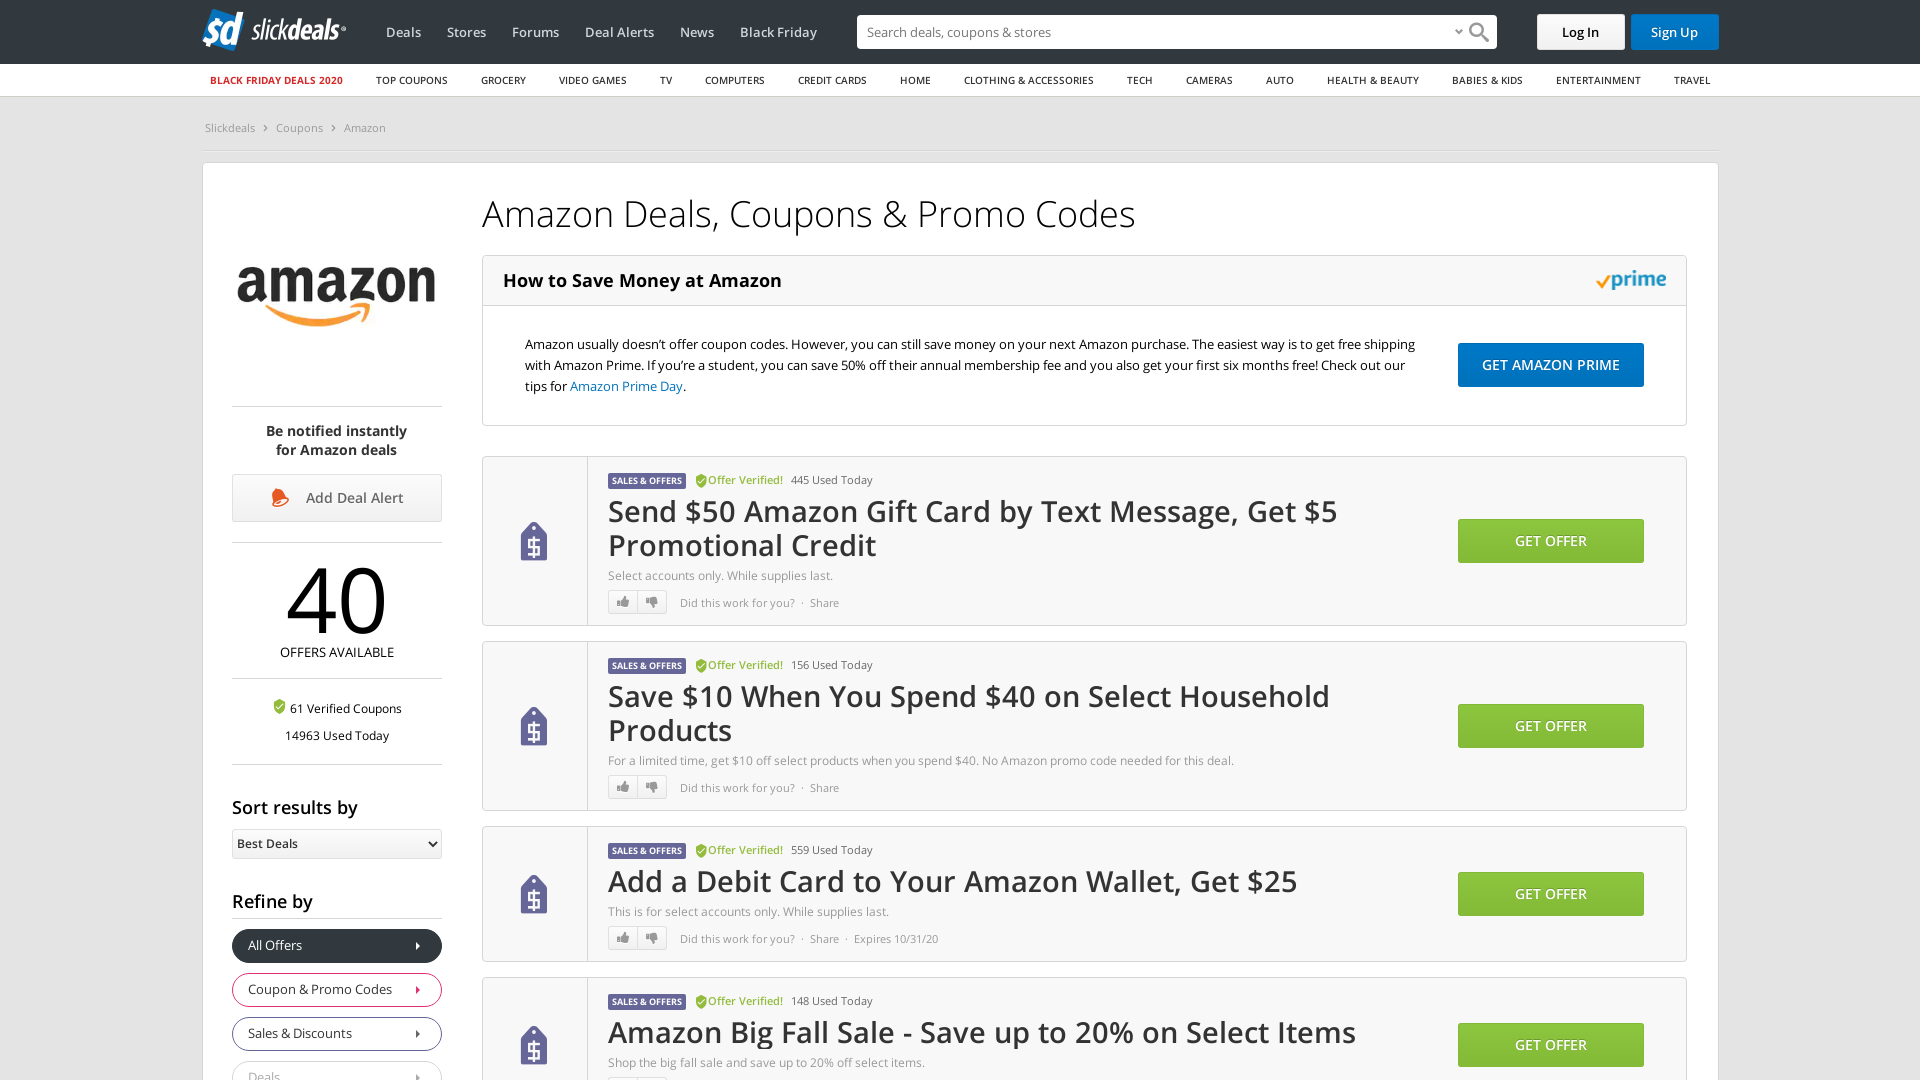 slickdeals
Deals
Stores
Forums
Deal Alerts
News
Black Friday
Search deals, coupons & stores
Log In
Sign Up
BLACK FRIDAY DEALS 2020
TOP COUPONS
GROCERY
VIDEO GAMES
TV
COMPUTERS
CREDIT CARDS
HOME
CLOTHING & ACCESSORIES
TECH
CAMERAS
AUTO
HEALTH & BEAUTY
BABIES & KIDS
ENTERTAINMENT
TRAVEL
Slickdeals › Coupons › Amazon
amazon
Be notified instantly
for Amazon deals
Add Deal Alert
40
OFFERS AVAILABLE
61 Verified Coupons
14963 Used Today
Sort results by
Best Deals
Refine by
All Offers
Coupon & Promo Codes
Sales & Discounts
Deals
Amazon Deals, Coupons & Promo Codes
How to Save Money at Amazon
prime
Amazon usually doesn’t offer coupon codes. However, you can still save money on your next Amazon purchase. The easiest way is to get free shipping
with Amazon Prime. If you’re a student, you can save 50% off their annual membership fee and you also get your first six months free! Check out our
tips for Amazon Prime Day.
GET AMAZON PRIME
SALES & OFFERS Offer Verified! 445 Used Today
Send $50 Amazon Gift Card by Text Message, Get $5
Promotional Credit
Select accounts only. While supplies last.
Did this work for you? · Share
GET OFFER
SALES & OFFERS Offer Verified! 156 Used Today
Save $10 When You Spend $40 on Select Household
Products
For a limited time, get $10 off select products when you spend $40. No Amazon promo code needed for this deal.
Did this work for you? · Share
GET OFFER
SALES & OFFERS Offer Verified! 559 Used Today
Add a Debit Card to Your Amazon Wallet, Get $25
This is for select accounts only. While supplies last.
Did this work for you? · Share · Expires 10/31/20
GET OFFER
SALES & OFFERS Offer Verified! 148 Used Today
Amazon Big Fall Sale - Save up to 20% on Select Items
Shop the big fall sale and save up to 20% off select items.
GET OFFER